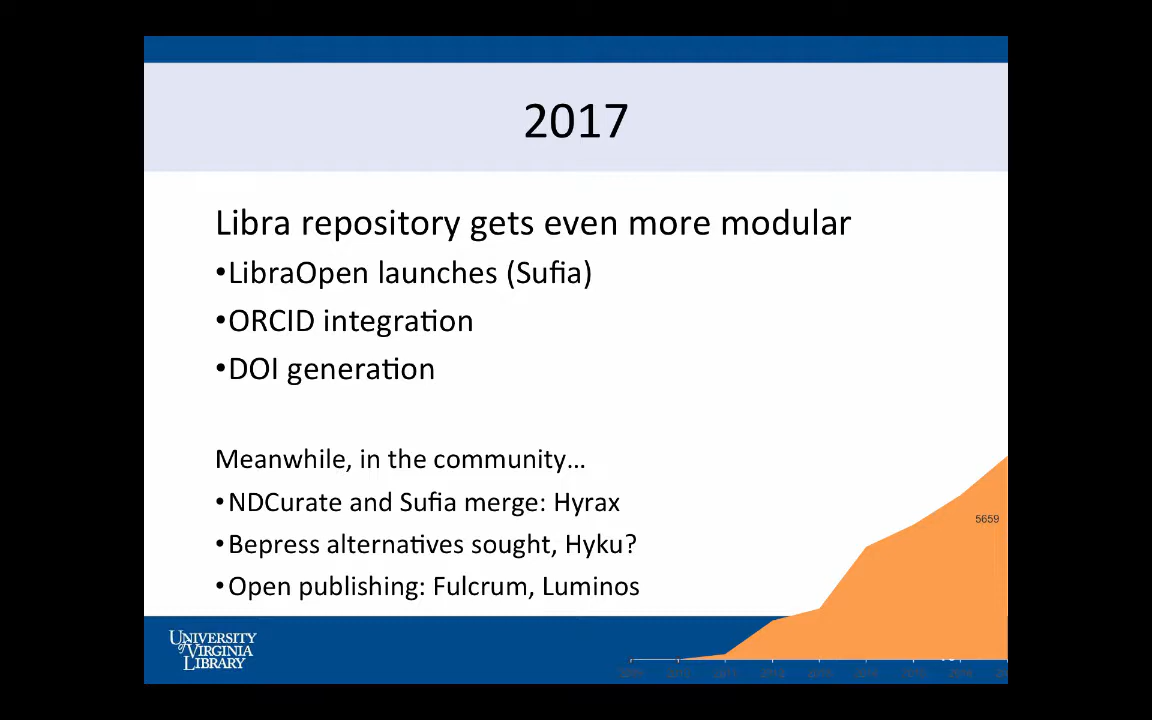 2017
Libra repository gets even more modular
•LibraOpen launches (Sufia)
•ORCID integration
•DOI generation
Meanwhile, in the community…
•NDCurate and Sufia merge: Hyrax
•Bepress alternatives sought, Hyku?
•Open publishing: Fulcrum, Luminos
5659
UNIVERSITY
of VIRGINIA
LIBRARY